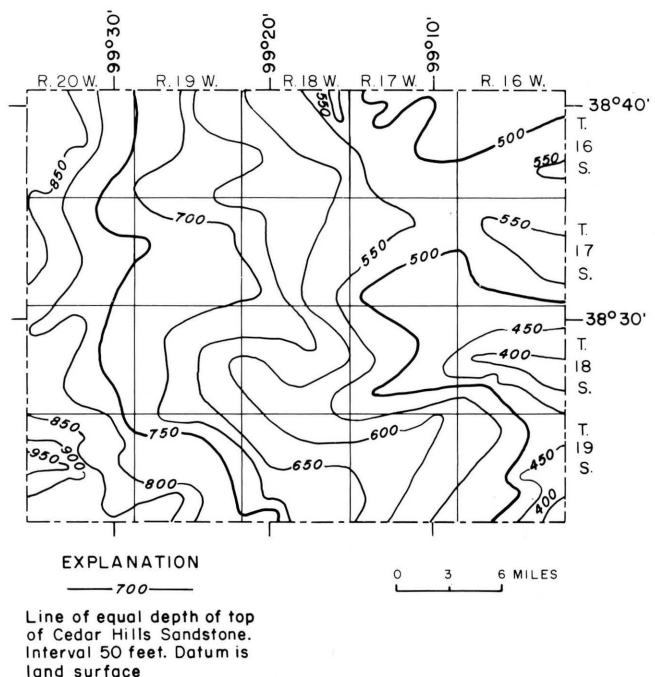 99°30' 99°20' 99°10'
R. 20 W. R. 19 W. R. 18 W. R. 17 W. R. 16 W.
38°40'
T.
16
S.
550
500
550
850
700
550
550
500
T.
17
S.
38°30'
450
400
T.
18
S.
850
900
950
750
800
650
600
T.
19
S.
450
400
EXPLANATION
700
Line of equal depth of top
of Cedar Hills Sandstone.
Interval 50 feet. Datum is
land surface
0 3 6 MILES